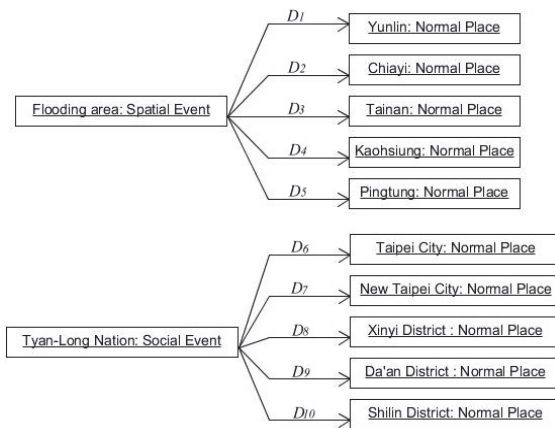 D1
Yunlin: Normal Place
D2
Chiayi: Normal Place
Flooding area: Spatial Event
D3
Tainan: Normal Place
D4
Kaohsiung: Normal Place
D5
Pingtung: Normal Place
D6
Taipei City: Normal Place
D7
New Taipei City: Normal Place
Tyan-Long Nation: Social Event
D8
Xinyi District : Normal Place
D9
Da'an District : Normal Place
D10
Shilin District: Normal Place